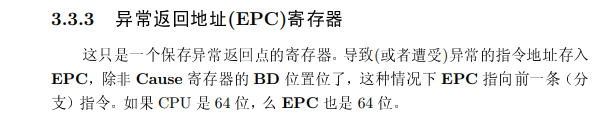 3.3.3 异常返回地址(EPC)寄存器
这只是一个保存异常返回点的寄存器。导致(或者遭受)异常的指令地址存入
EPC，除非 Cause 寄存器的 BD 位置位了，这种情况下 EPC 指向前一条（分
支）指令。如果 CPU 是 64 位，么 EPC 也是 64 位。